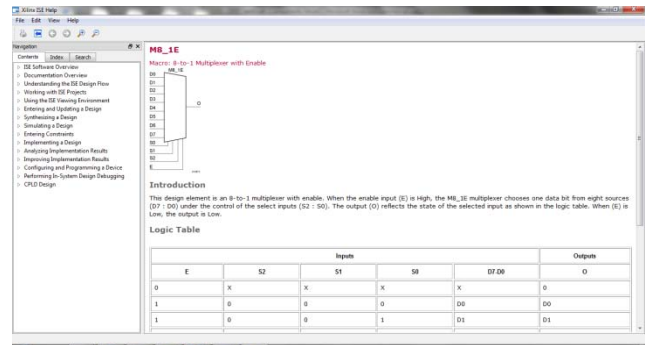 Xilinx ISE Help
File Edit View Help
Navigation
Contents Index Search
ISE Software Overview
Documentation Overview
Understanding the ISE Design Flow
Working with ISE Projects
Using the ISE Viewing Environment
Entering and Updating a Design
Synthesizing a Design
Simulating a Design
Entering Constraints
Implementing a Design
Analyzing Implementation Results
Improving Implementation Results
Configuring and Programming a Device
Performing In-System Design Debugging
CPLD Design
M8_1E
Macro: 8-to-1 Multiplexer with Enable
M8_1E
D0
D1
D2
D3
D4
D5
D6
D7
S0
S1
S2
E
O
Introduction
This design element is an 8-to-1 multiplexer with enable. When the enable input (E) is High, the M8_1E multiplexer chooses one data bit from eight sources
(D7 : D0) under the control of the select inputs (S2 : S0). The output (O) reflects the state of the selected input as shown in the logic table. When (E) is
Low, the output is Low.
Logic Table
Inputs Outputs
E S2 S1 S0 D7-D0 O
0 X X X X 0
1 0 0 0 D0 D0
1 0 0 1 D1 D1